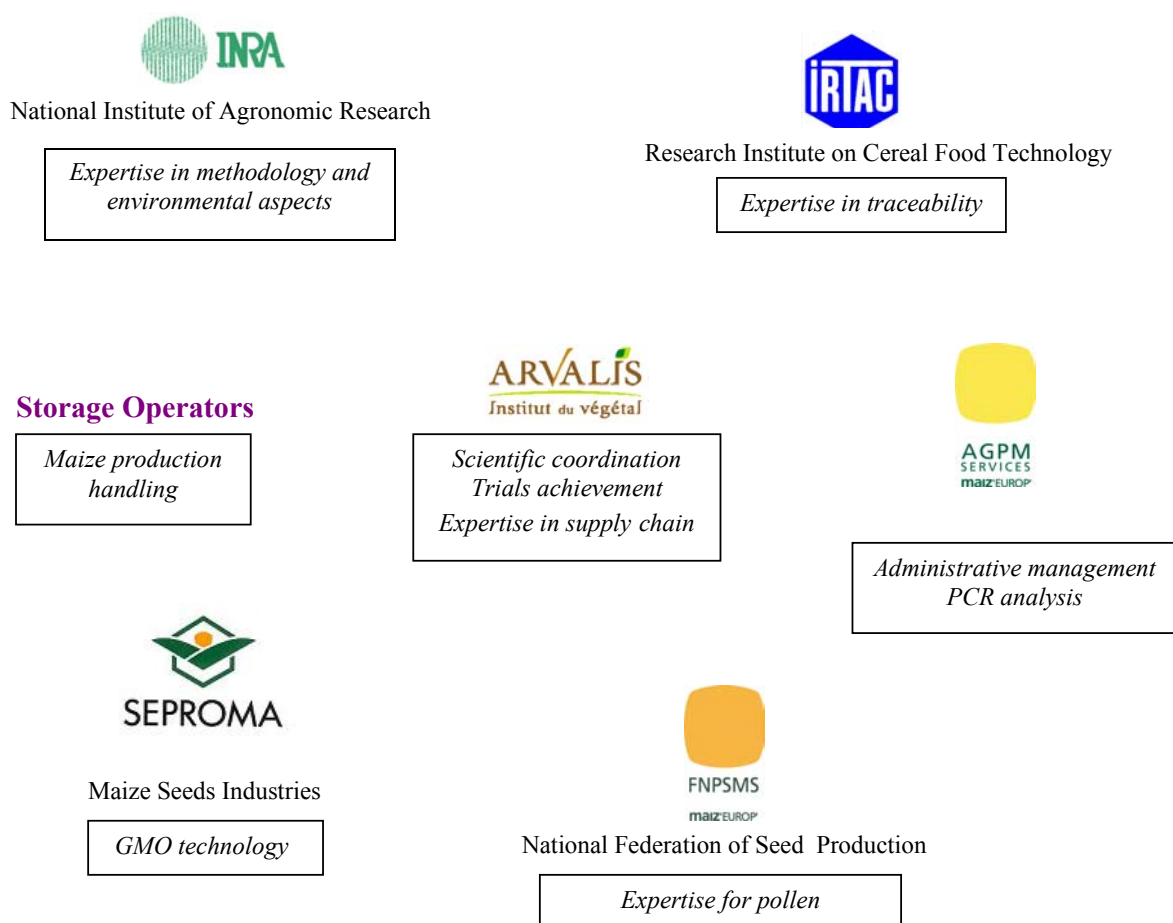 INRA
National Institute of Agronomic Research
Expertise in methodology and
environmental aspects
IRTAC
Research Institute on Cereal Food Technology
Expertise in traceability
Storage Operators
Maize production
handling
ARVALIS
Institut du végétal
Scientific coordination
Trials achievement
Expertise in supply chain
AGPM
SERVICES
maiz'EUROP'
Administrative management
PCR analysis
SEPROMA
Maize Seeds Industries
GMO technology
FNPSMS
maiz'EUROP'
National Federation of Seed Production
Expertise for pollen